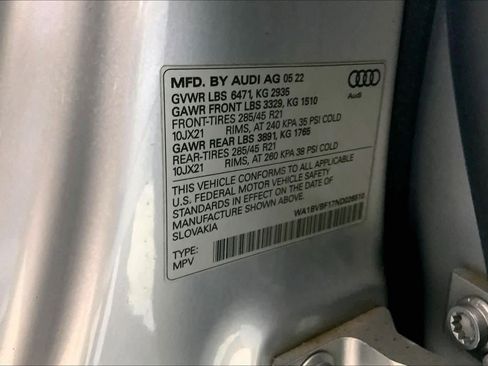 MFD. BY AUDI AG 05 22
GVWR LBS 6471, KG 2935
GAWR FRONT LBS 3329, KG 1510
FRONT-TIRES 285/45 R21
10JX21 RIMS, AT 240 KPA 35 PSI COLD
GAWR REAR LBS 3891, KG 1765
REAR-TIRES 285/45 R21
10JX21 RIMS, AT 260 KPA 38 PSI COLD
THIS VEHICLE CONFORMS TO ALL APPLICABLE
U.S. FEDERAL MOTOR VEHICLE SAFETY
STANDARDS IN EFFECT ON THE DATE OF
MANUFACTURE SHOWN ABOVE.
SLOVAKIA
TYPE:
MPV
Audi